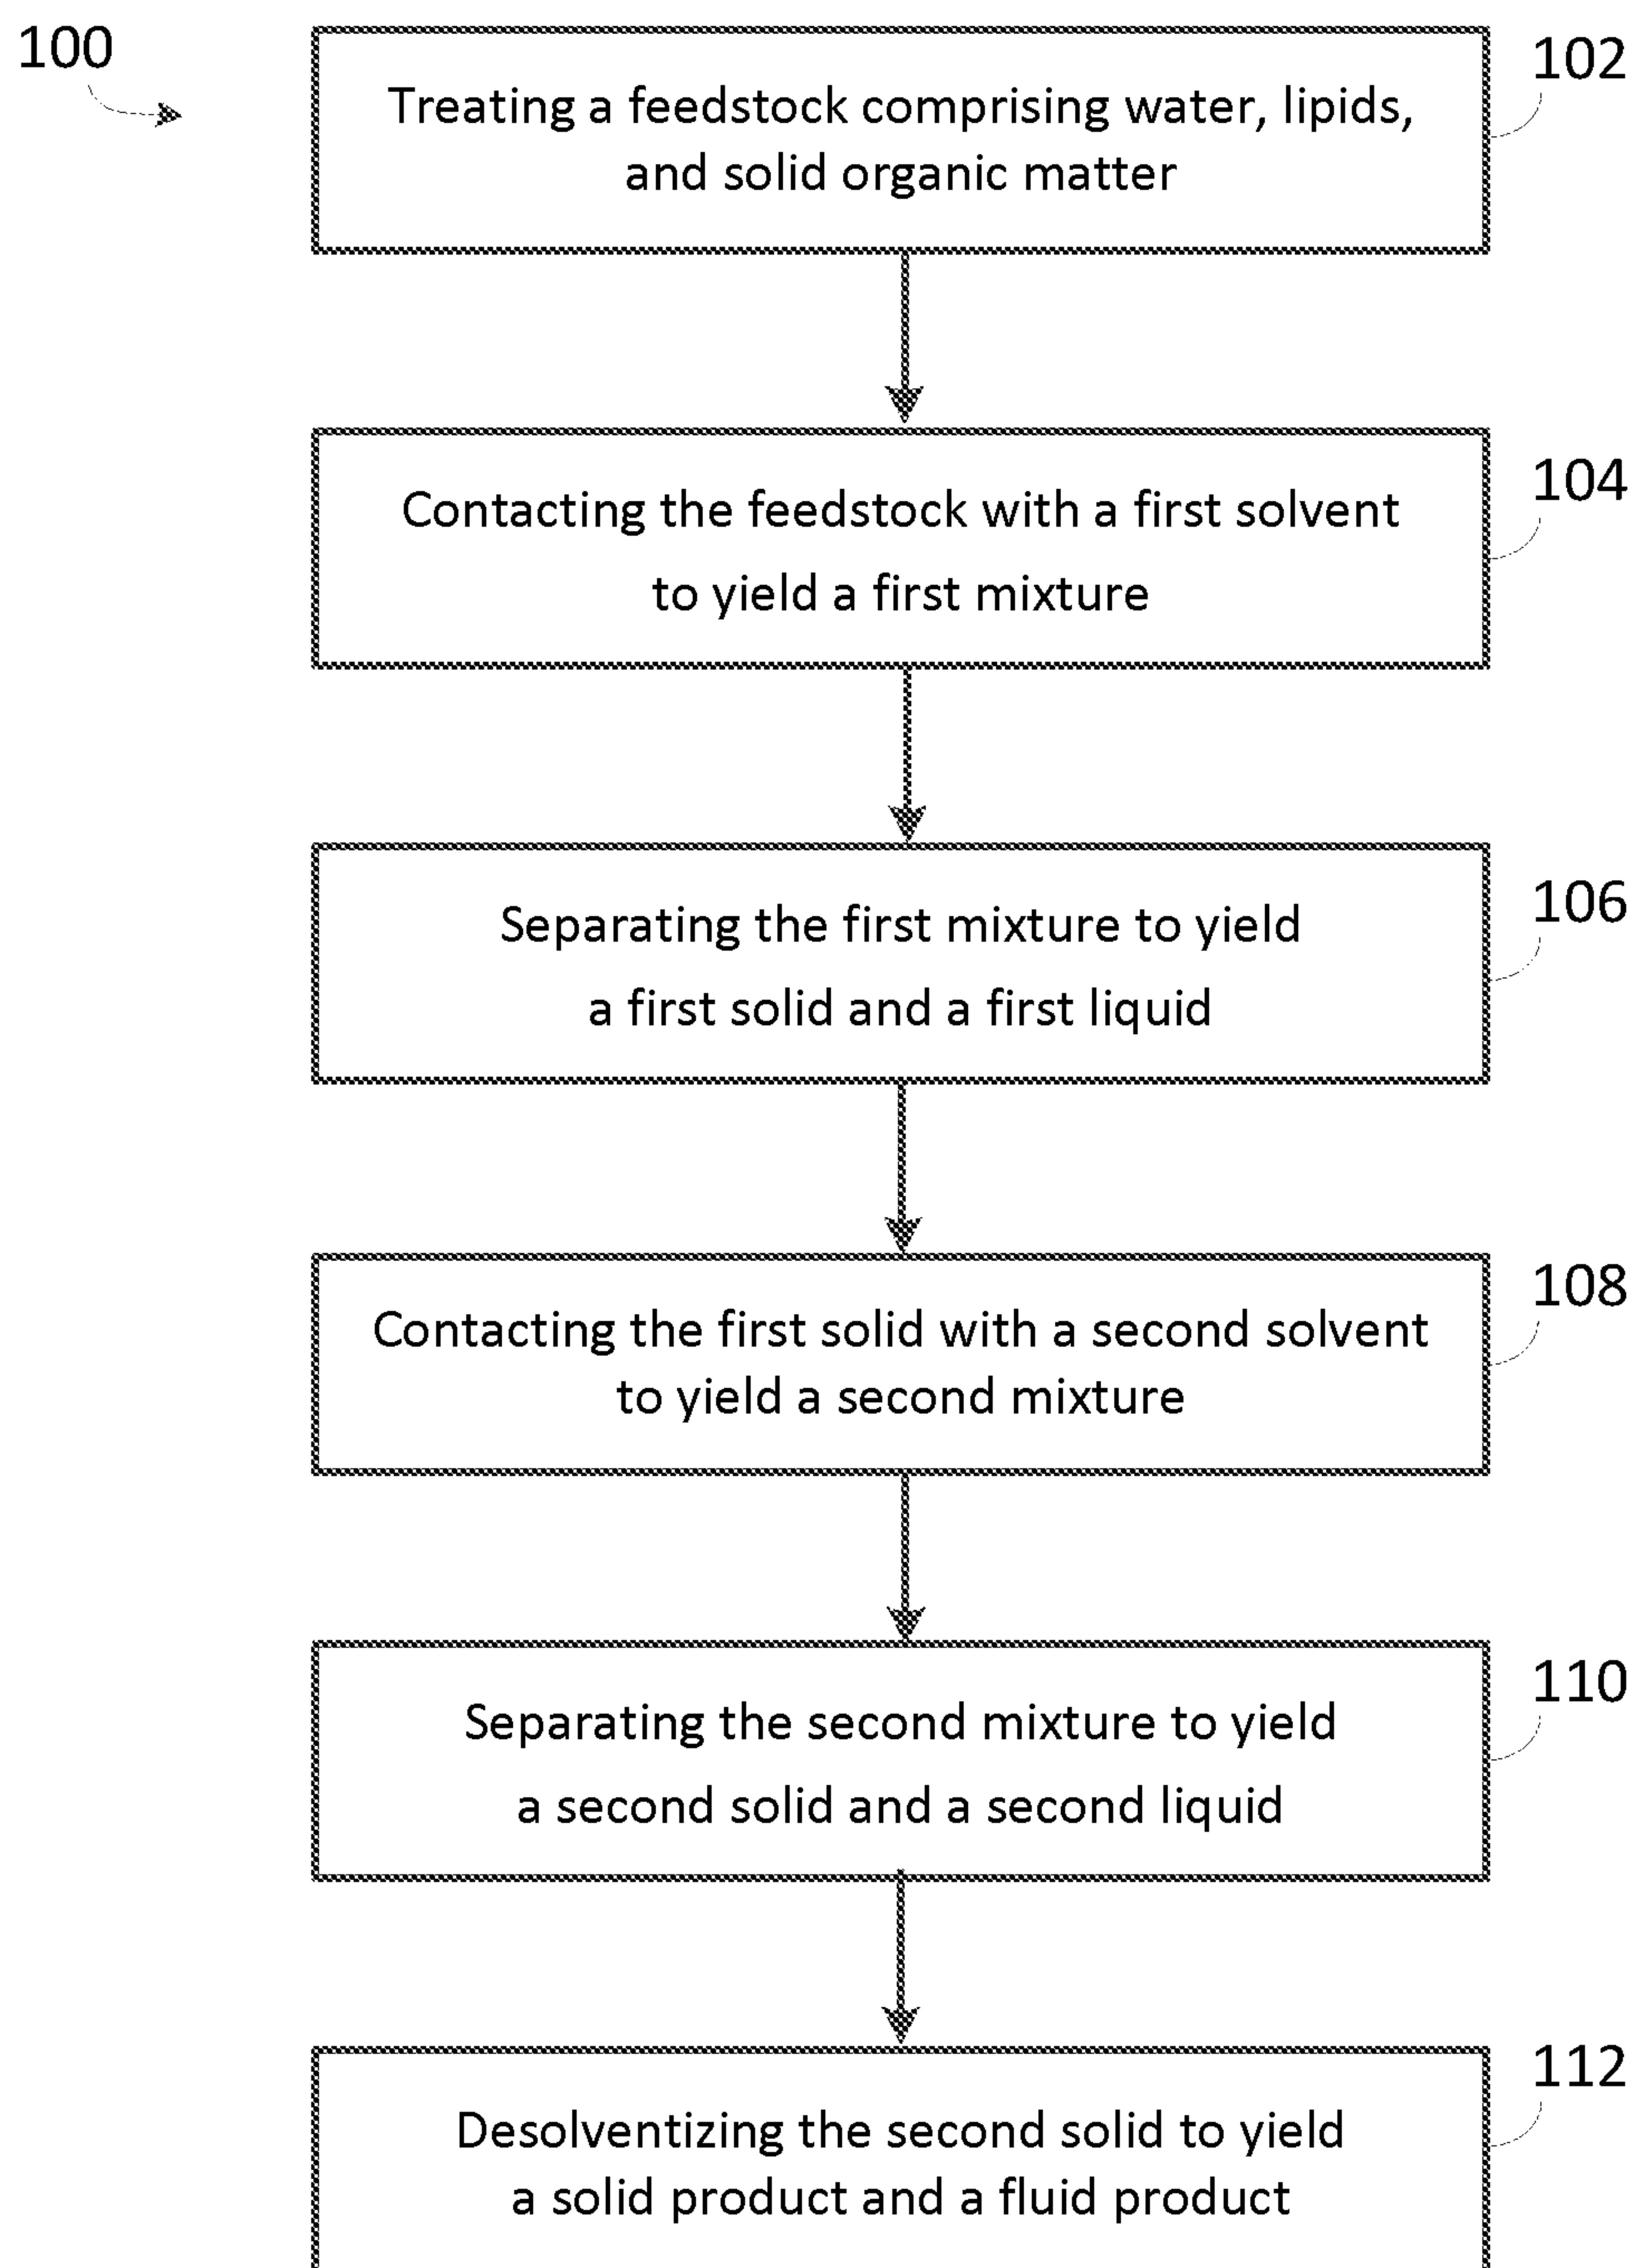 100
102
Treating a feedstock comprising water, lipids,
and solid organic matter
104
Contacting the feedstock with a first solvent
to yield a first mixture
106
Separating the first mixture to yield
a first solid and a first liquid
108
Contacting the first solid with a second solvent
to yield a second mixture
110
Separating the second mixture to yield
a second solid and a second liquid
112
Desolventizing the second solid to yield
a solid product and a fluid product